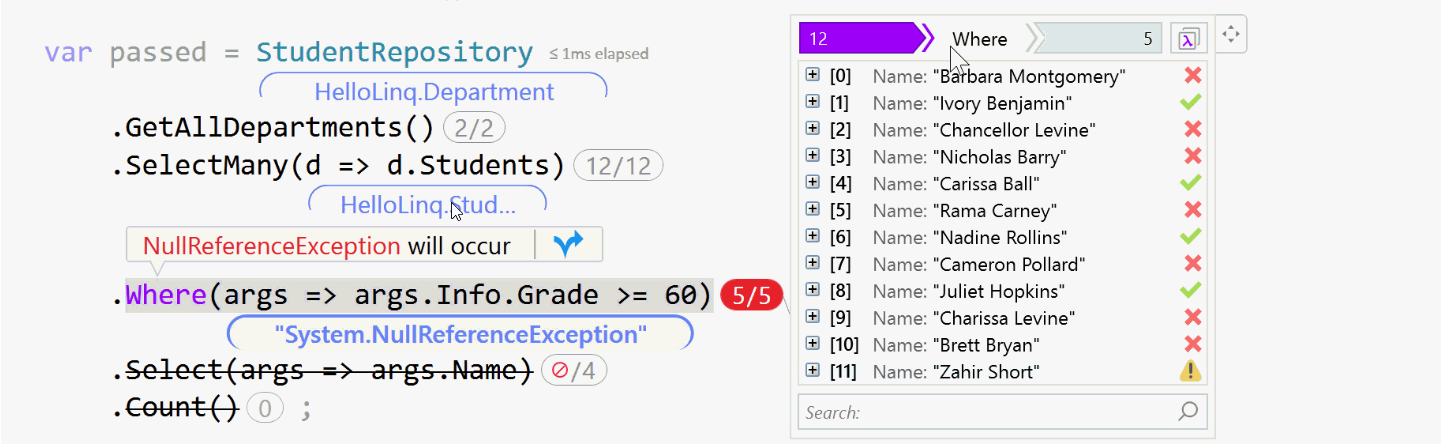 var passed = StudentRepository ≤ 1ms elapsed
HelloLinq.Department
.GetAllDepartments() 2/2
.SelectMany(d => d.Students) 12/12
HelloLinq.Stud...
NullReferenceException will occur
.Where(args => args.Info.Grade >= 60) 5/5
"System.NullReferenceException"
.Select(args => args.Name) /4
.Count() 0 ;
12 Where 5 λ
[0] Name: "Barbara Montgomery"
[1] Name: "Ivory Benjamin"
[2] Name: "Chancellor Levine"
[3] Name: "Nicholas Barry"
[4] Name: "Carissa Ball"
[5] Name: "Rama Carney"
[6] Name: "Nadine Rollins"
[7] Name: "Cameron Pollard"
[8] Name: "Juliet Hopkins"
[9] Name: "Charissa Levine"
[10] Name: "Brett Bryan"
[11] Name: "Zahir Short"
Search: